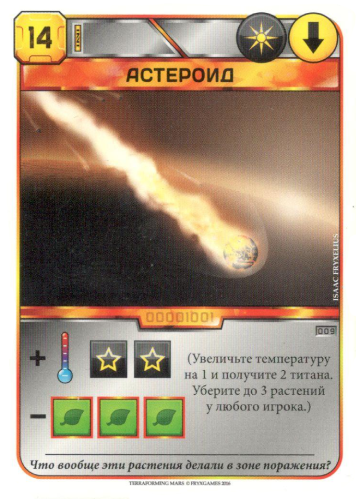 14
АСТЕРОИД
ISAAC FRYXELIUS
00001001
009
(Увеличьте температуру
на 1 и получите 2 титана.
Уберите до 3 растений
у любого игрока.)
+
–
Что вообще эти растения делали в зоне поражения?
TERRAFORMING MARS © FRYXGAMES 2016